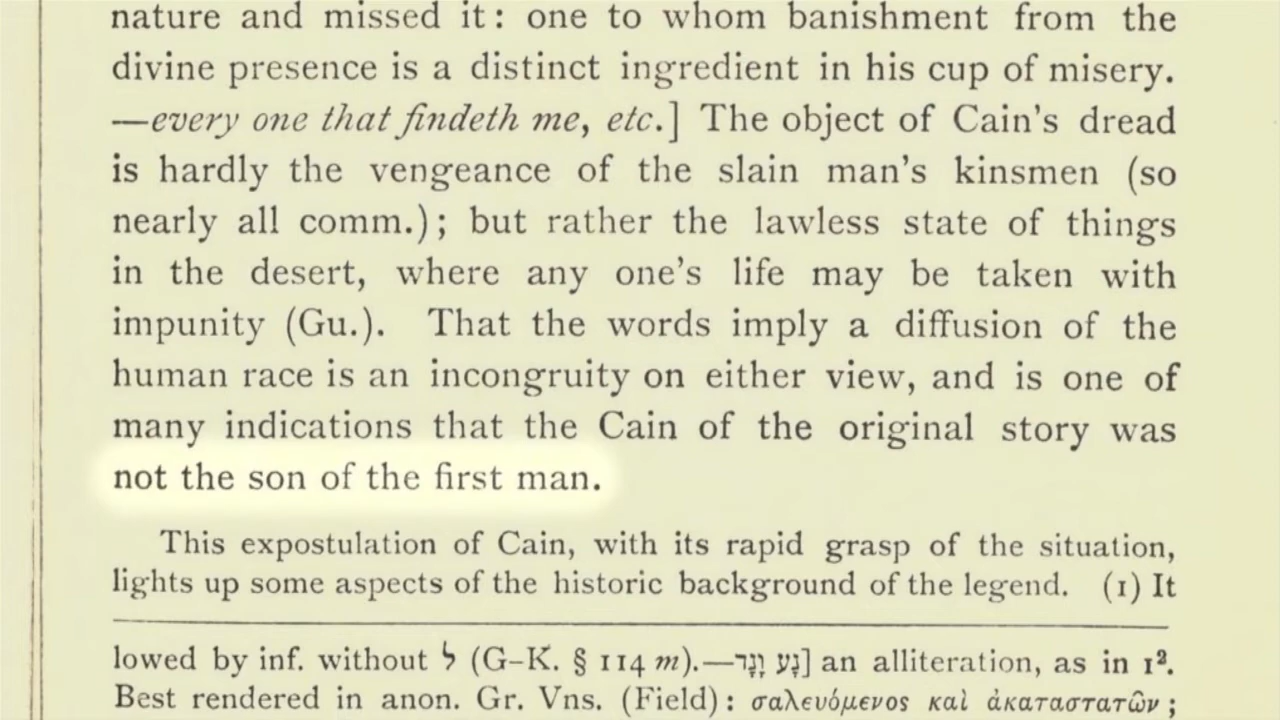 nature and missed it: one to whom banishment from the
divine presence is a distinct ingredient in his cup of misery.
—every one that findeth me, etc.] The object of Cain's dread
is hardly the vengeance of the slain man's kinsmen (so
nearly all comm.); but rather the lawless state of things
in the desert, where any one's life may be taken with
impunity (Gu.). That the words imply a diffusion of the
human race is an incongruity on either view, and is one of
many indications that the Cain of the original story was
not the son of the first man.
This expostulation of Cain, with its rapid grasp of the situation,
lights up some aspects of the historic background of the legend. (1) It
lowed by inf. without ל (G-K. § 114 m).—נָע וָנָד] an alliteration, as in 1². 
Best rendered in anon. Gr. Vns. (Field): σαλευόμενος καὶ ἀκαταστατῶν;